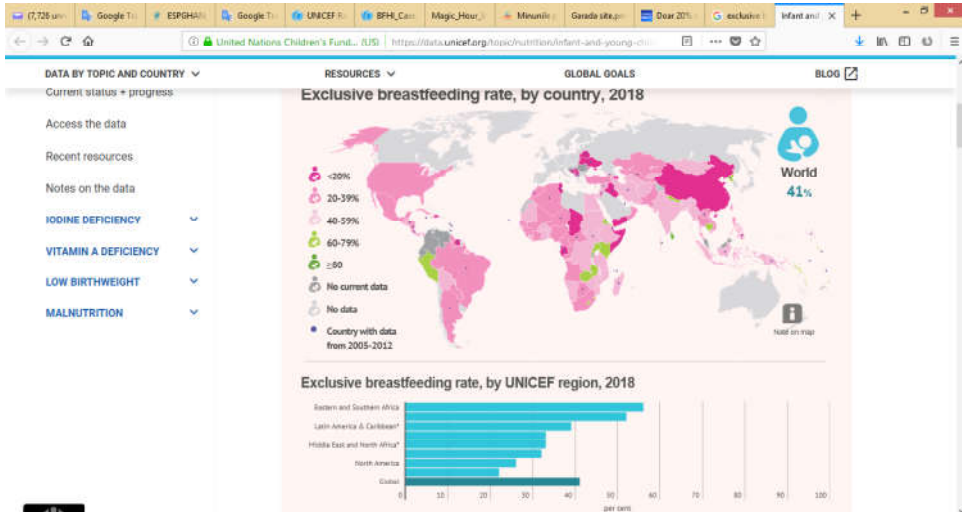 (7,726 unr
Google Tr
ESPGHAN
Google Tr
UNICEF R
BFHI_Case
Magic_Hour_
Minunile
Garada site.p
Doar 20%
exclusive
Infant and
United Nations Children's Fund... (US)
https://data.unicef.org/topic/nutrition/infant-and-young-chi
DATA BY TOPIC AND COUNTRY
RESOURCES
GLOBAL GOALS
BLOG
Current status + progress
Access the data
Recent resources
Notes on the data
IODINE DEFICIENCY
VITAMIN A DEFICIENCY
LOW BIRTHWEIGHT
MALNUTRITION
Exclusive breastfeeding rate, by country, 2018
World
41%
<20%
20-39%
40-59%
60-79%
≥80
No current data
No data
Country with data
from 2005-2012
Note on map
Exclusive breastfeeding rate, by UNICEF region, 2018
Eastern and Southern Africa
Latin America & Caribbean*
Middle East and North Africa*
North America
Global
0 10 20 30 40 50 60 70 80 90 100
per cent